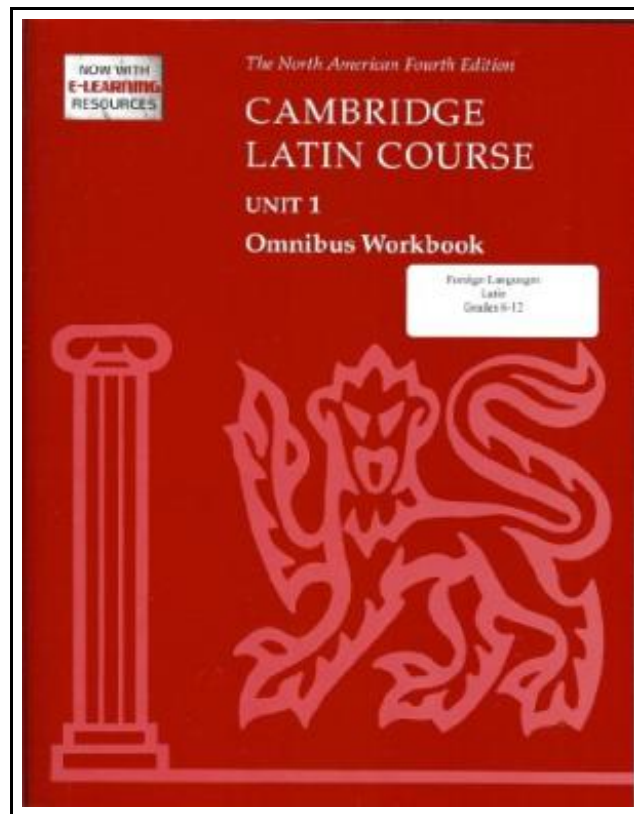 NOW WITH
E-LEARNING
RESOURCES
The North American Fourth Edition
CAMBRIDGE
LATIN COURSE
UNIT 1
Omnibus Workbook
Foreign Languages
Latin
Grades 6-12